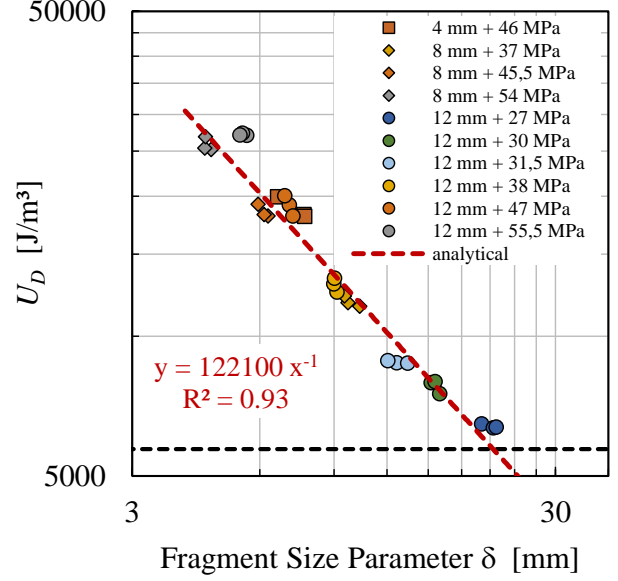 50000
4 mm + 46 MPa
8 mm + 37 MPa
8 mm + 45,5 MPa
8 mm + 54 MPa
12 mm + 27 MPa
12 mm + 30 MPa
12 mm + 31,5 MPa
12 mm + 38 MPa
12 mm + 47 MPa
12 mm + 55,5 MPa
analytical
U_D [J/m³]
y = 122100 x⁻¹
R² = 0.93
5000
3
30
Fragment Size Parameter δ [mm]